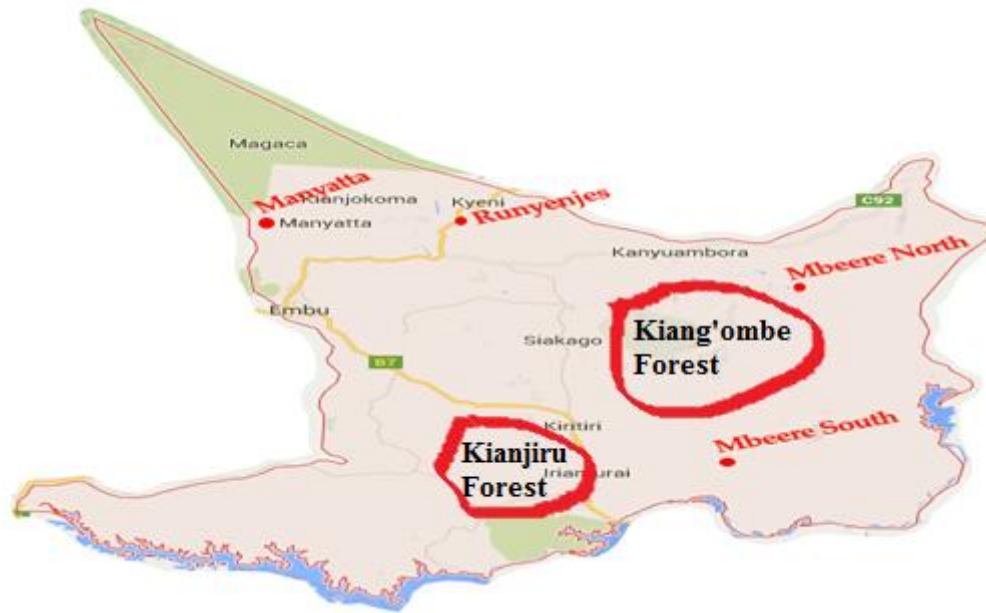 Magaca
Manyatta
Kianjokoma
Manyatta
Kyeni
Runyenjes
C92
Kanyuambora
Mbeere North
Embu
Siakago
Kiang'ombe
Forest
B7
Kiritiri
Mbeere South
Kianjiru
Forest
Iriamurai